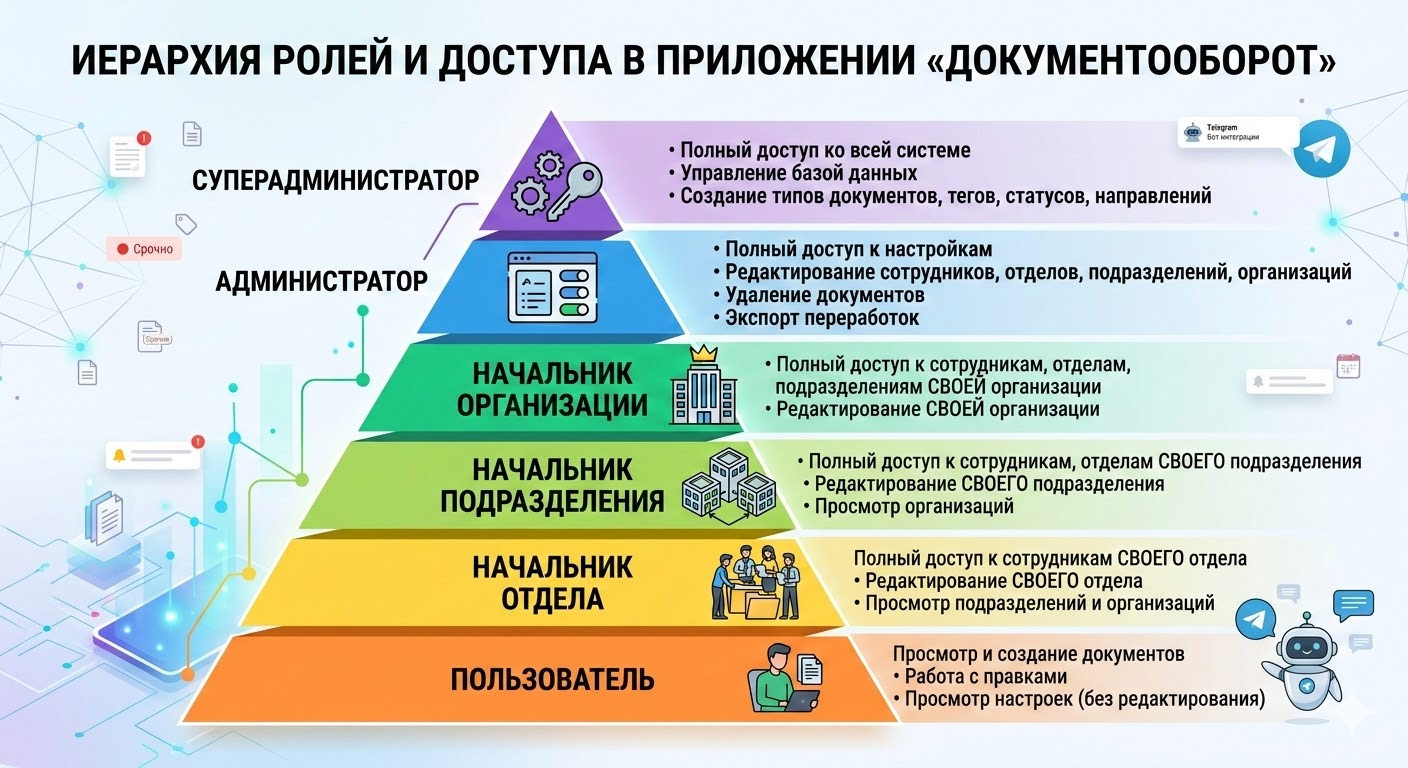 ИЕРАРХИЯ РОЛЕЙ И ДОСТУПА В ПРИЛОЖЕНИИ «ДОКУМЕНТООБОРОТ»
Telegram
Бот интеграции
1
СУПЕРАДМИНИСТРАТОР
• Полный доступ ко всей системе
• Управление базой данных
• Создание типов документов, тегов, статусов, направлений
Срочно
АДМИНИСТРАТОР
• Полный доступ к настройкам
• Редактирование сотрудников, отделов, подразделений, организаций
• Удаление документов
• Экспорт переработок
НАЧАЛЬНИК
ОРГАНИЗАЦИИ
• Полный доступ к сотрудникам, отделам,
подразделениям СВОЕЙ организации
• Редактирование СВОЕЙ организации
1
НАЧАЛЬНИК
ПОДРАЗДЕЛЕНИЯ
• Полный доступ к сотрудникам, отделам СВОЕГО подразделения
• Редактирование СВОЕГО подразделения
• Просмотр организаций
НАЧАЛЬНИК
ОТДЕЛА
Полный доступ к сотрудникам СВОЕГО отдела
• Редактирование СВОЕГО отдела
• Просмотр подразделений и организаций
ПОЛЬЗОВАТЕЛЬ
Просмотр и создание документов
• Работа с правками
• Просмотр настроек (без редактирования)